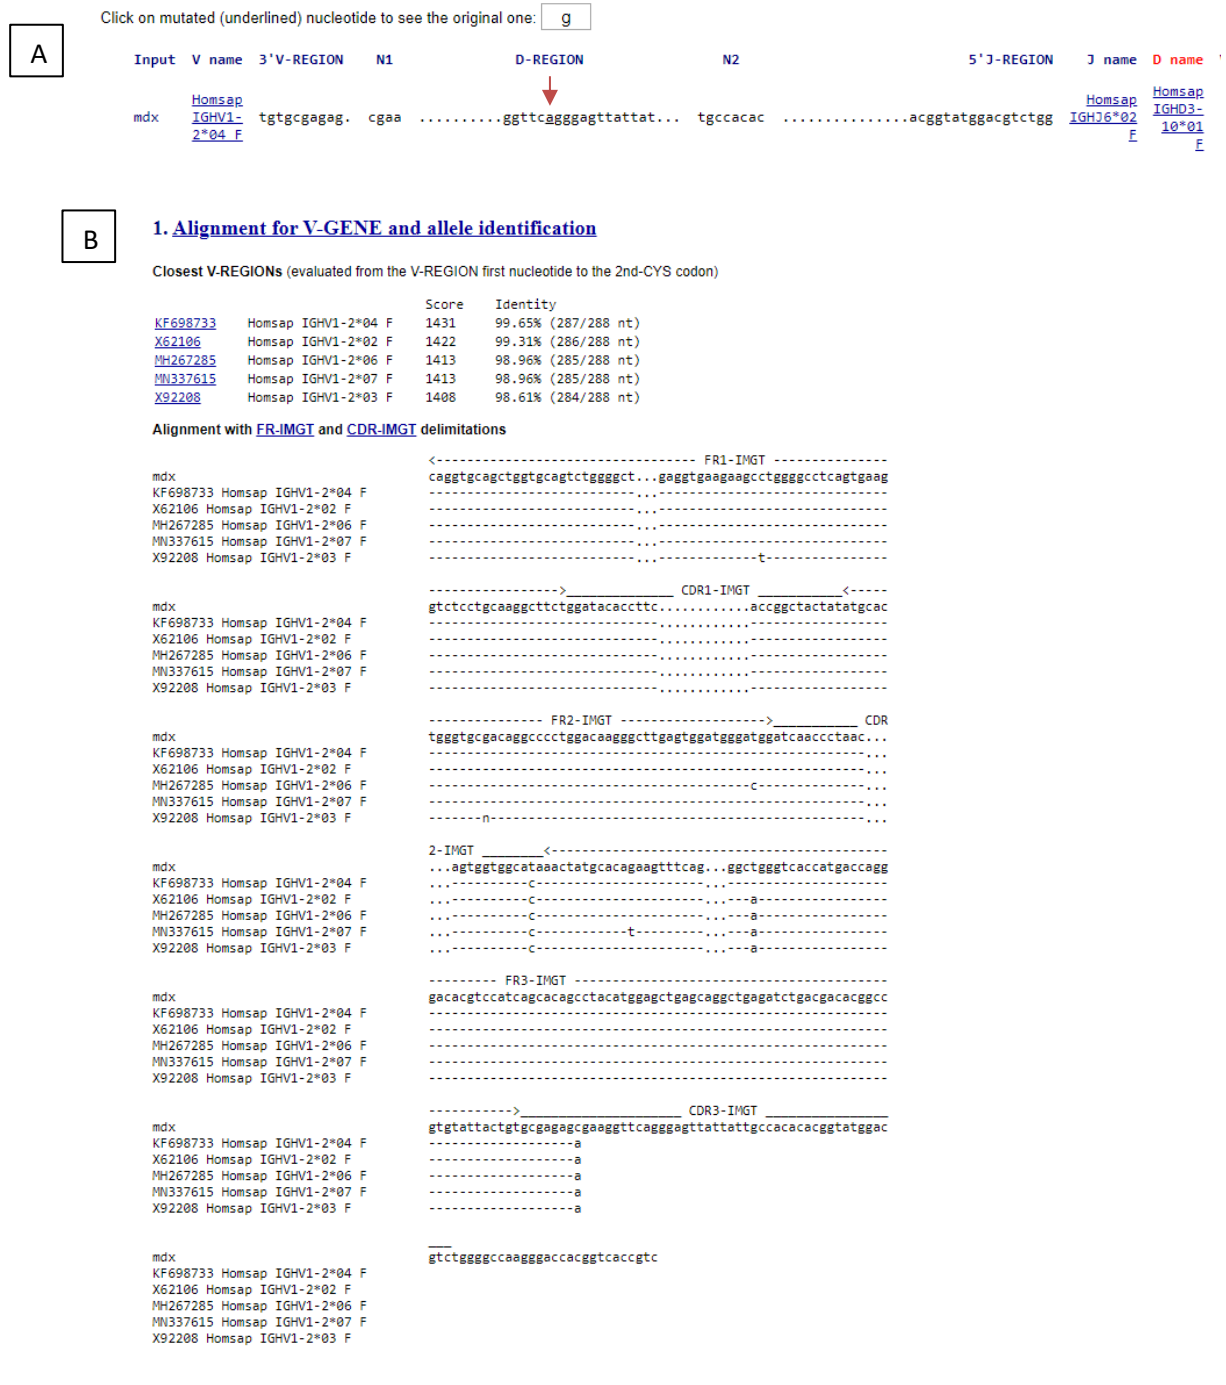 Click on mutated (underlined) nucleotide to see the original one: g
A
Input V name 3'V-REGION N1 D-REGION N2 5'J-REGION J name D name
mdx Homsap IGHV1-2*04 F tgtgcgagag. cgaa ..........ggttcagggagttattat... tgccacac ...............acggtatggacgtctgg Homsap IGHJ6*02 F Homsap IGHD3-10*01 F
B
1. Alignment for V-GENE and allele identification
Closest V-REGIONs (evaluated from the V-REGION first nucleotide to the 2nd-CYS codon)
Score Identity
KF698733 Homsap IGHV1-2*04 F 1431 99.65% (287/288 nt)
X62106 Homsap IGHV1-2*02 F 1422 99.31% (286/288 nt)
MH267285 Homsap IGHV1-2*06 F 1413 98.96% (285/288 nt)
MN337615 Homsap IGHV1-2*07 F 1413 98.96% (285/288 nt)
X92208 Homsap IGHV1-2*03 F 1408 98.61% (284/288 nt)
Alignment with FR-IMGT and CDR-IMGT delimitations
<---------------------------------- FR1-IMGT ---------------
mdx caggtgcagctggtgcagtctggggct...gaggtgaagaagcctggggcctcagtgaag
KF698733 Homsap IGHV1-2*04 F ---------------------------...------------------------------
X62106 Homsap IGHV1-2*02 F ---------------------------...------------------------------
MH267285 Homsap IGHV1-2*06 F ---------------------------...------------------------------
MN337615 Homsap IGHV1-2*07 F ---------------------------...------------------------------
X92208 Homsap IGHV1-2*03 F ---------------------------...-------------t----------------
----------------->______________ CDR1-IMGT ___________<-----
mdx gtctcctgcaaggcttctggatacaccttc............accggctactatatgcac
KF698733 Homsap IGHV1-2*04 F ------------------------------............------------------
X62106 Homsap IGHV1-2*02 F ------------------------------............------------------
MH267285 Homsap IGHV1-2*06 F ------------------------------............------------------
MN337615 Homsap IGHV1-2*07 F ------------------------------............------------------
X92208 Homsap IGHV1-2*03 F ------------------------------............------------------
--------------- FR2-IMGT ------------------->___________ CDR
mdx tgggtgcgacaggcccctggacaagggcttgagtggatgggatggatcaaccctaac...
KF698733 Homsap IGHV1-2*04 F ---------------------------------------------------------...
X62106 Homsap IGHV1-2*02 F ---------------------------------------------------------...
MH267285 Homsap IGHV1-2*06 F ------------------------------------------c--------------...
MN337615 Homsap IGHV1-2*07 F ---------------------------------------------------------...
X92208 Homsap IGHV1-2*03 F -------n-------------------------------------------------...
2-IMGT ________<--------------------------------------------
mdx ...agtggtggcataaactatgcacagaagtttcag...ggctgggtcaccatgaccagg
KF698733 Homsap IGHV1-2*04 F ...----------c----------------------...---------------------
X62106 Homsap IGHV1-2*02 F ...----------c----------------------...---a-----------------
MH267285 Homsap IGHV1-2*06 F ...----------c----------------------...---a-----------------
MN337615 Homsap IGHV1-2*07 F ...----------c------------t---------...---a-----------------
X92208 Homsap IGHV1-2*03 F ...----------c----------------------...---a-----------------
--------- FR3-IMGT -----------------------------------------
mdx gacacgtccatcagcacagcctacatggagctgagcaggctgagatctgacgacacggcc
KF698733 Homsap IGHV1-2*04 F ------------------------------------------------------------
X62106 Homsap IGHV1-2*02 F ------------------------------------------------------------
MH267285 Homsap IGHV1-2*06 F ------------------------------------------------------------
MN337615 Homsap IGHV1-2*07 F ------------------------------------------------------------
X92208 Homsap IGHV1-2*03 F ------------------------------------------------------------
----------->_____________________ CDR3-IMGT ________________
mdx gtgtattactgtgcgagagcgaaggttcagggagttattattgccacacacggtatggac
KF698733 Homsap IGHV1-2*04 F -------------------a
X62106 Homsap IGHV1-2*02 F -------------------a
MH267285 Homsap IGHV1-2*06 F -------------------a
MN337615 Homsap IGHV1-2*07 F -------------------a
X92208 Homsap IGHV1-2*03 F -------------------a
___
mdx gtctggggccaagggaccacggtcaccgtc
KF698733 Homsap IGHV1-2*04 F
X62106 Homsap IGHV1-2*02 F
MH267285 Homsap IGHV1-2*06 F
MN337615 Homsap IGHV1-2*07 F
X92208 Homsap IGHV1-2*03 F